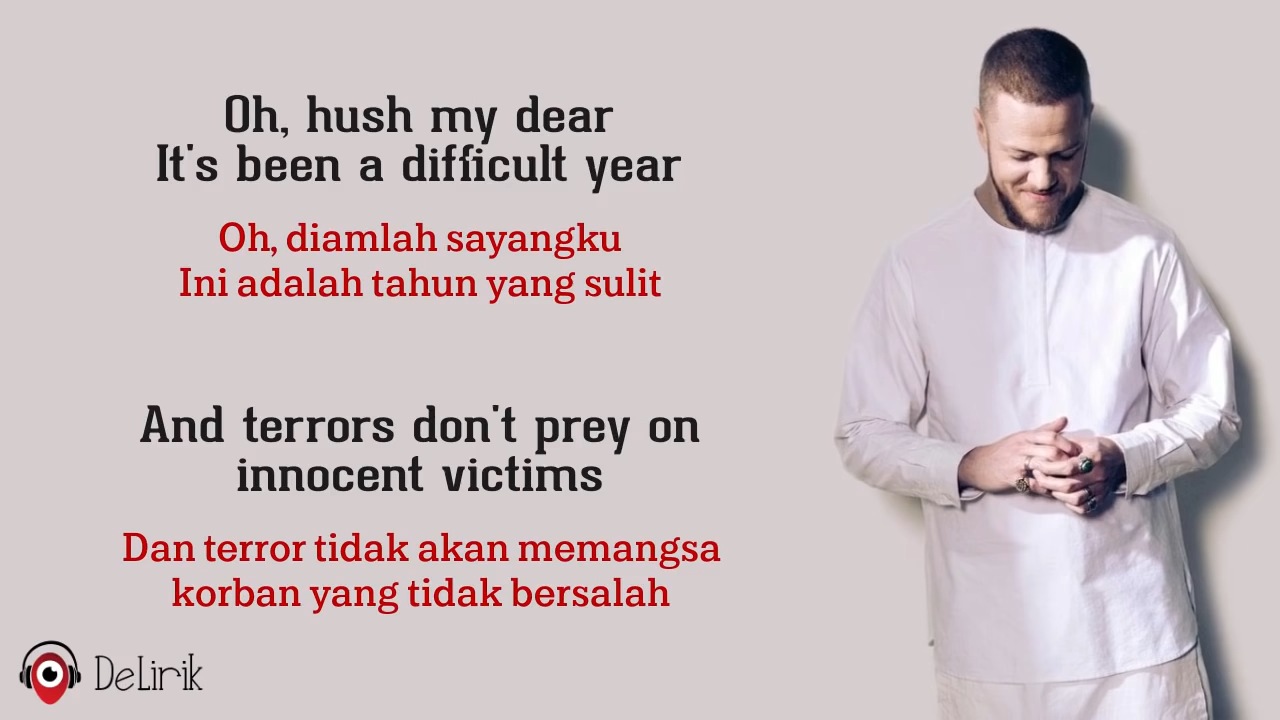 Oh, hush my dear
It's been a difficult year
Oh, diamlah sayangku
Ini adalah tahun yang sulit
And terrors don't prey on
innocent victims
Dan terror tidak akan memangsa
korban yang tidak bersalah
DeLirik